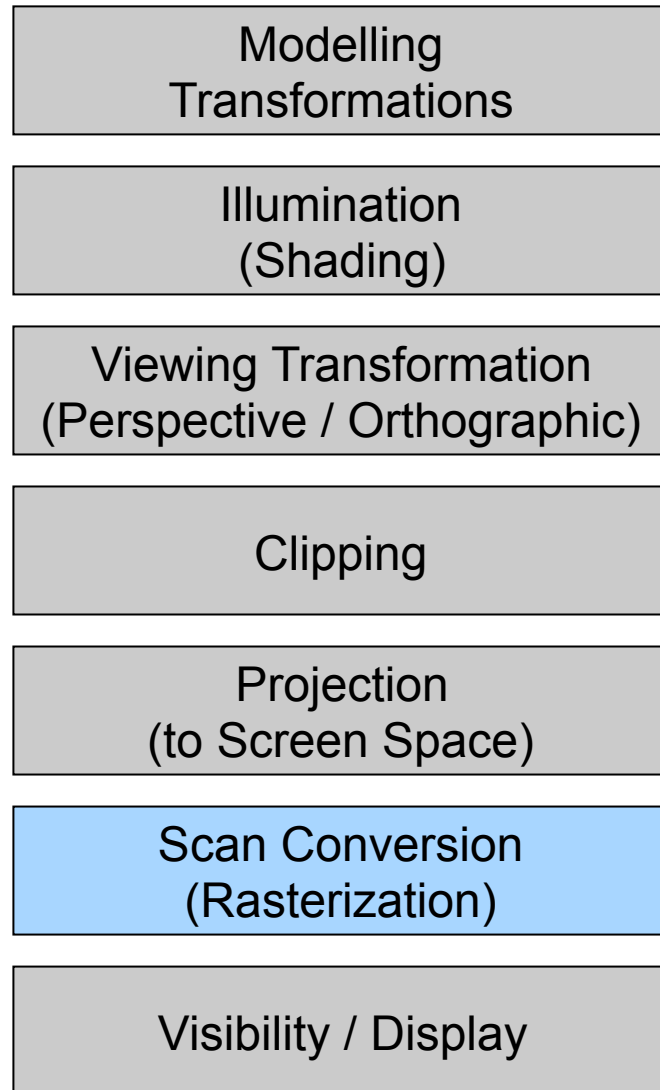 Modelling
Transformations
Illumination
(Shading)
Viewing Transformation
(Perspective / Orthographic)
Clipping
Projection
(to Screen Space)
Scan Conversion
(Rasterization)
Visibility / Display